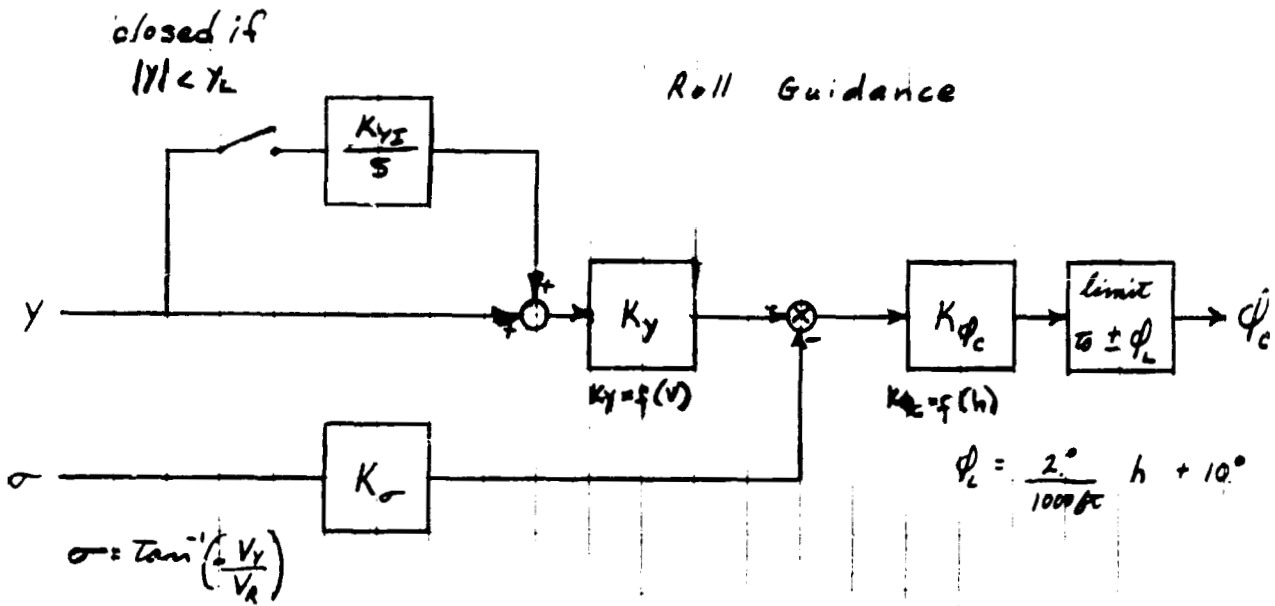 closed if
|y| < y_L
Roll Guidance
K_yI
S
+
y
+
K_y
+
-
K_φc
limit
to ± φ_L
φ_c
K_y = f(V)
K_φc = f(h)
σ
K_σ
φ_L = 2.° / 1000 ft h + 10.°
σ = Tan⁻¹(- V_y / V_R)